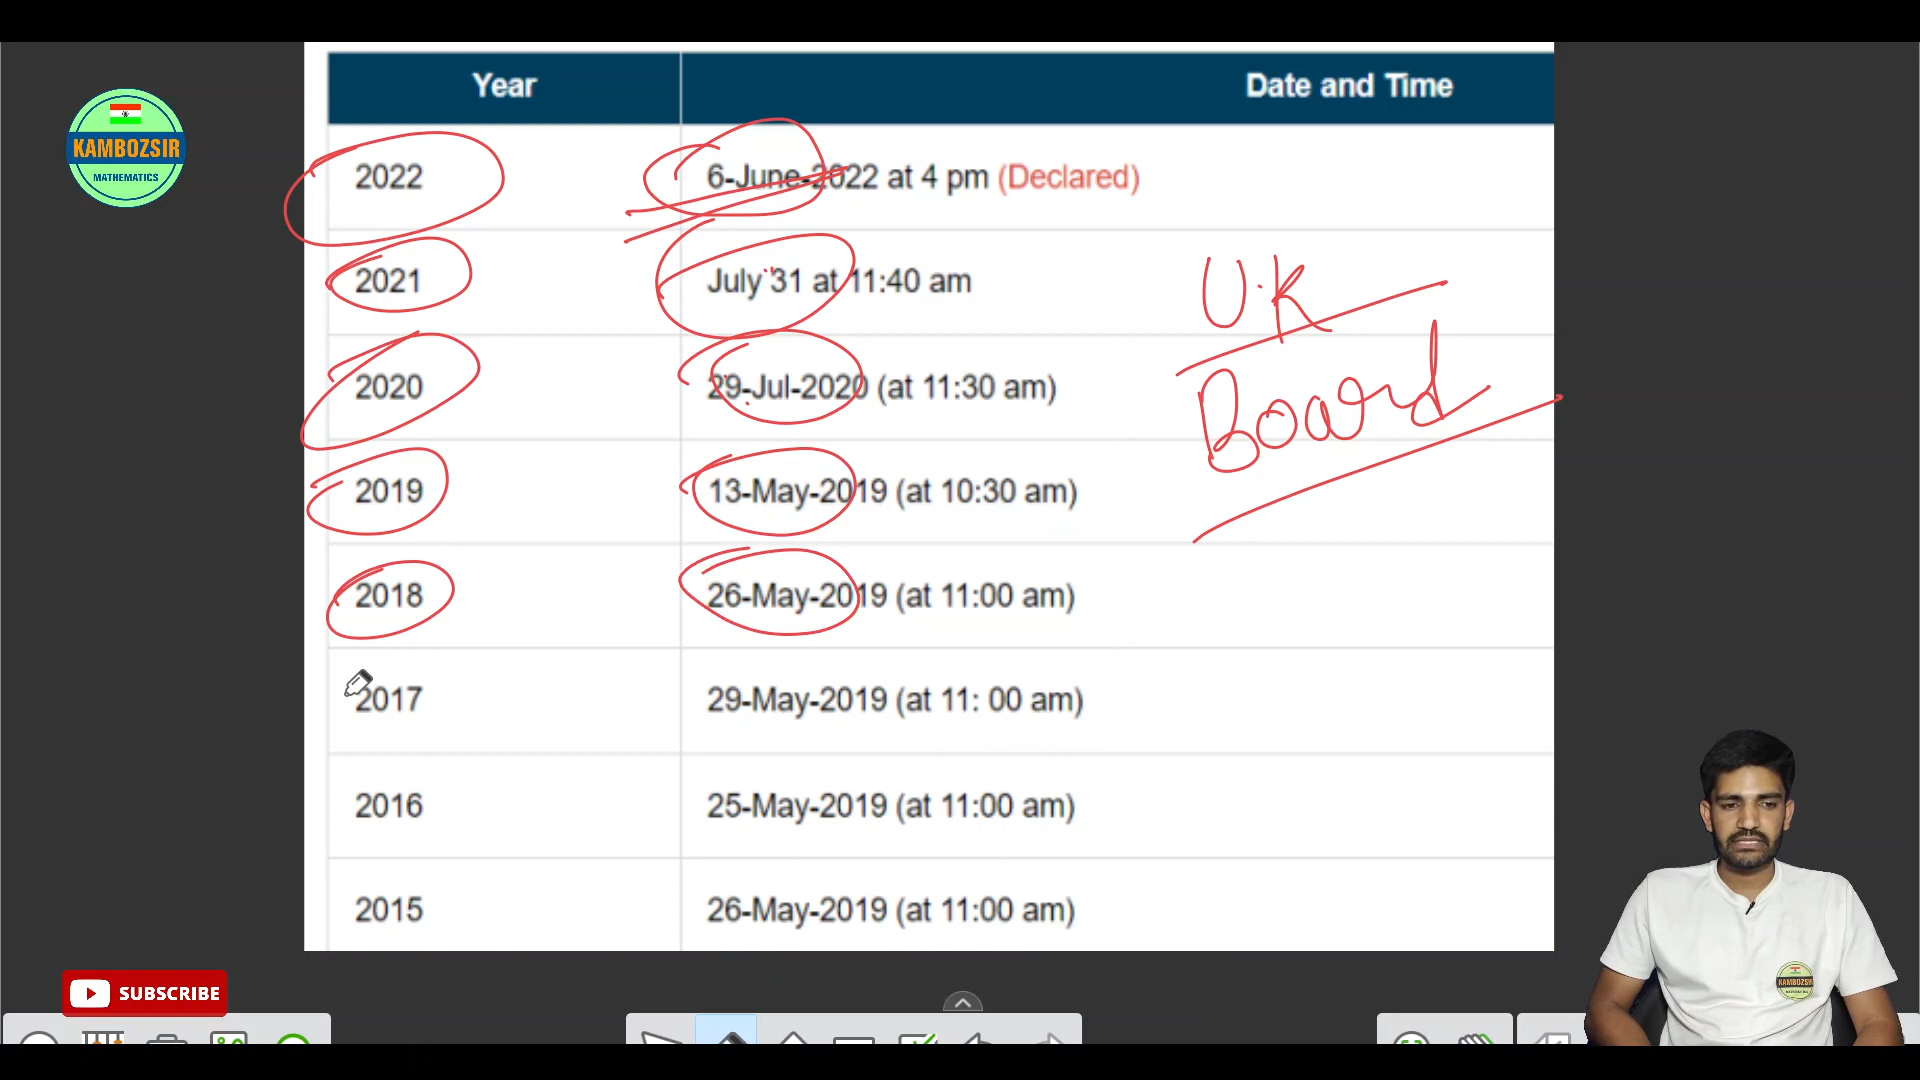 Year Date and Time
KAMBOZSIR
MATHEMATICS
2022 6-June-2022 at 4 pm (Declared)
2021 July 31 at 11:40 am
U.K
2020 29-Jul-2020 (at 11:30 am)
Board
2019 13-May-2019 (at 10:30 am)
2018 26-May-2019 (at 11:00 am)
2017 29-May-2019 (at 11: 00 am)
2016 25-May-2019 (at 11:00 am)
2015 26-May-2019 (at 11:00 am)
KAMBOZSIR
MATHEMATICS
SUBSCRIBE